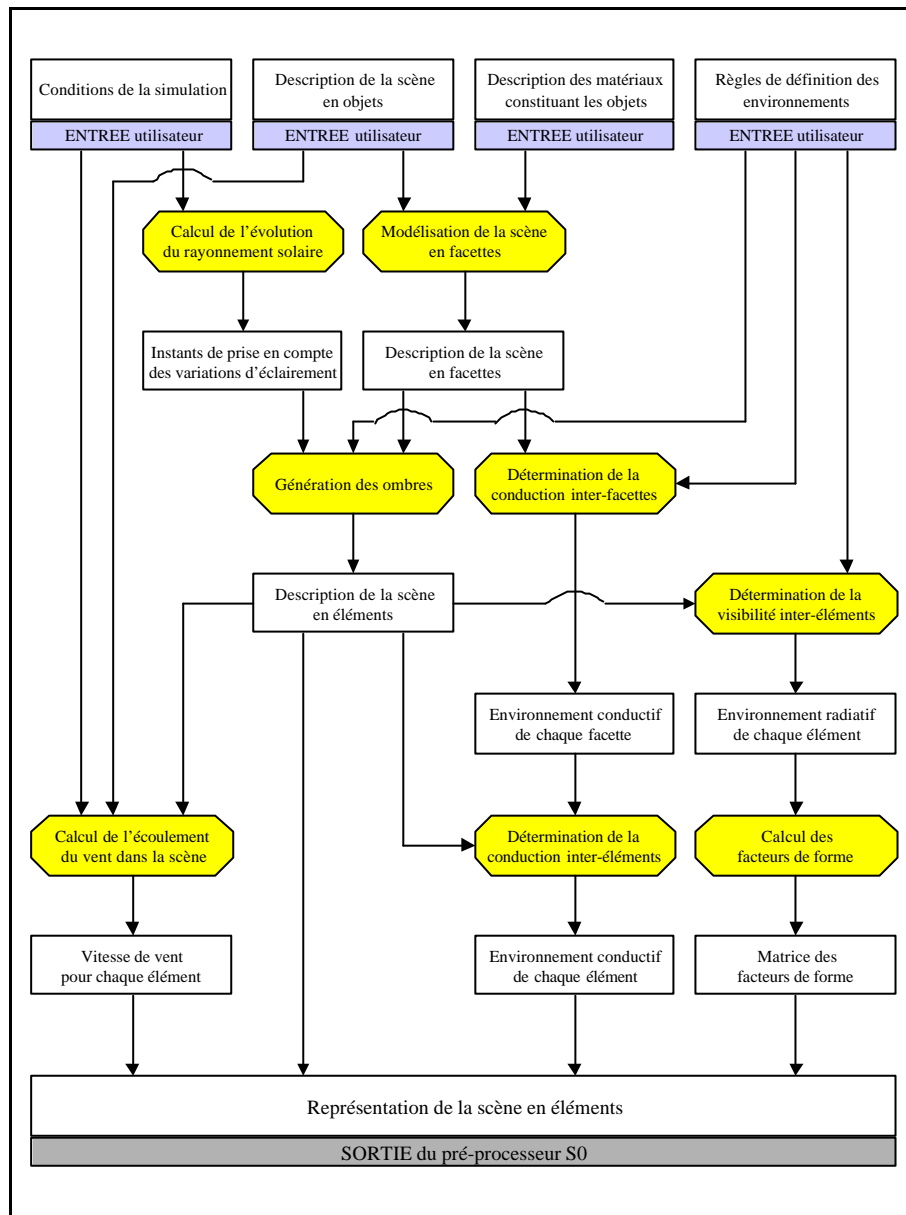 Conditions de la simulation
ENTREE utilisateur
Description de la scène
en objets
ENTREE utilisateur
Description des matériaux
constituant les objets
ENTREE utilisateur
Règles de définition des
environnements
ENTREE utilisateur
Calcul de l’évolution
du rayonnement solaire
Modélisation de la scène
en facettes
Instants de prise en compte
des variations d’éclairement
Description de la scène
en facettes
Génération des ombres
Détermination de la
conduction inter-facettes
Description de la scène
en éléments
Détermination de la
visibilité inter-éléments
Environnement conductif
de chaque facette
Environnement radiatif
de chaque élément
Calcul de l’écoulement
du vent dans la scène
Détermination de la
conduction inter-éléments
Calcul des
facteurs de forme
Vitesse de vent
pour chaque élément
Environnement conductif
de chaque élément
Matrice des
facteurs de forme
Représentation de la scène en éléments
SORTIE du pré-processeur S0